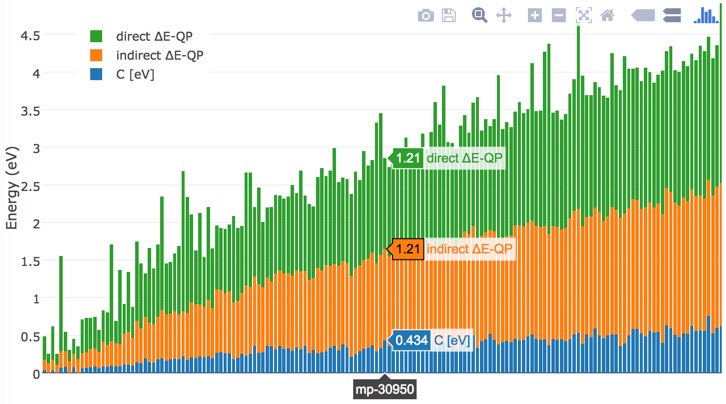 direct ΔE-QP
indirect ΔE-QP
C [eV]
Energy (eV)
4.5
4
3.5
3
2.5
2
1.5
1
0.5
0
1.21 direct ΔE-QP
1.21 indirect ΔE-QP
0.434 C [eV]
mp-30950